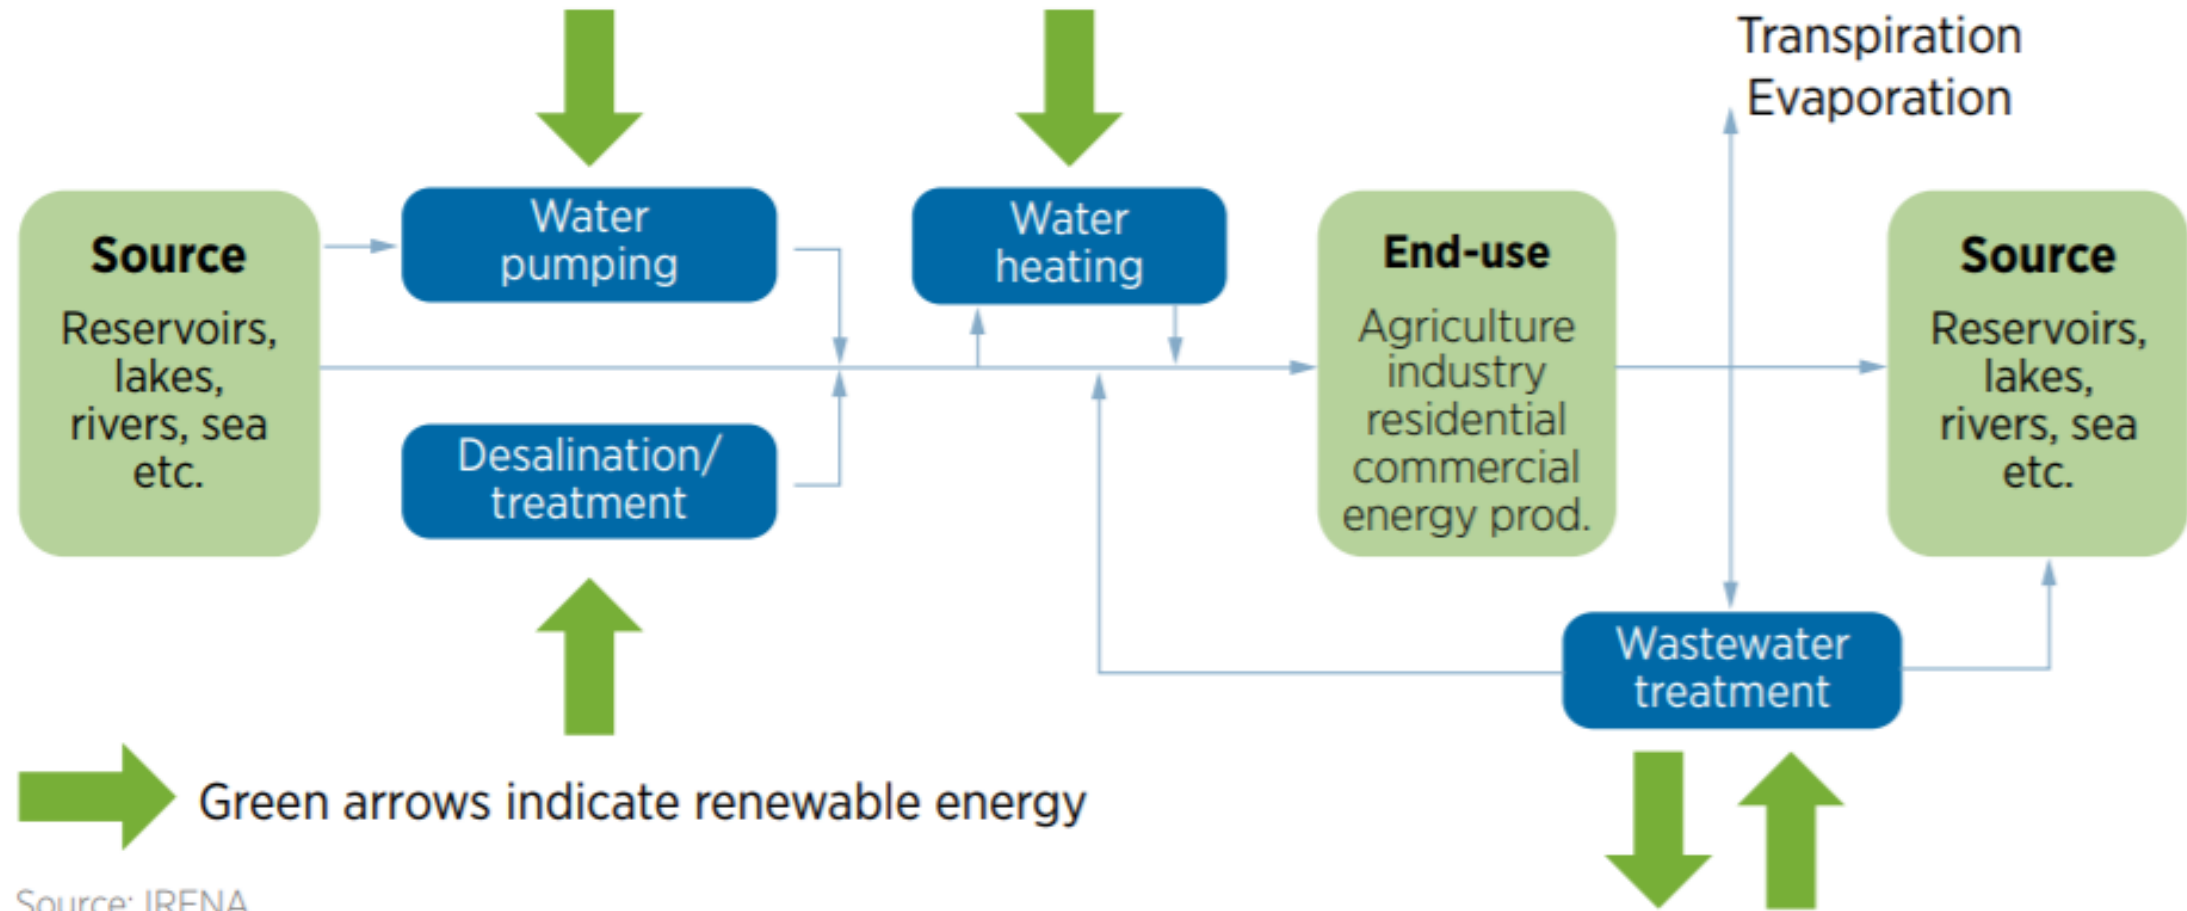 Transpiration
Evaporation
Source
Reservoirs,
lakes,
rivers, sea
etc.
Water
pumping
Desalination/
treatment
Water
heating
End-use
Agriculture
industry
residential
commercial
energy prod.
Source
Reservoirs,
lakes,
rivers, sea
etc.
Wastewater
treatment
Green arrows indicate renewable energy
Source: IRENA